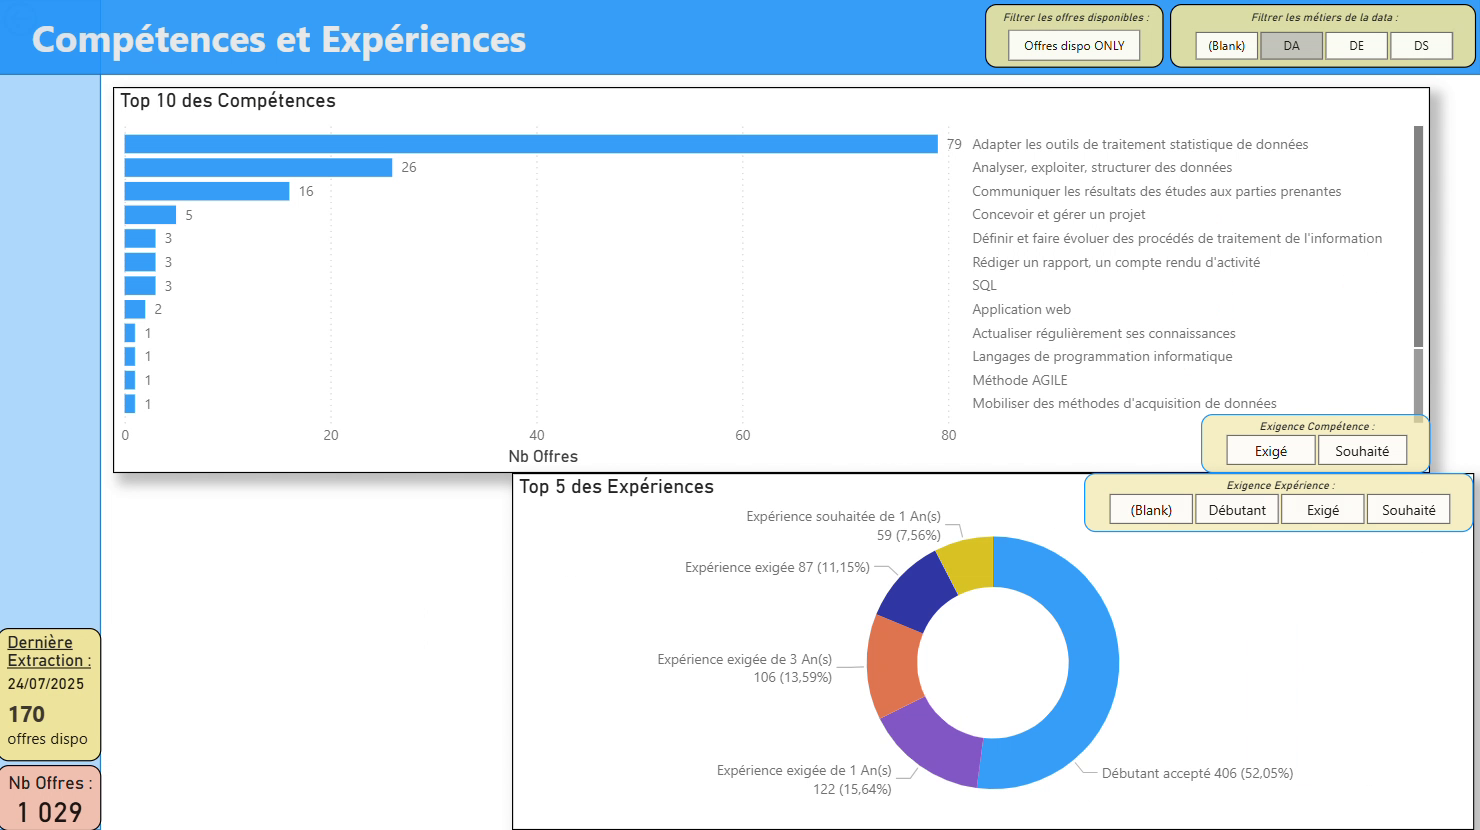 Compétences et Expériences
Filtrer les offres disponibles :
Offres dispo ONLY
Filtrer les métiers de la data :
(Blank)
DA
DE
DS
Top 10 des Compétences
79 Adapter les outils de traitement statistique de données
26 Analyser, exploiter, structurer des données
16 Communiquer les résultats des études aux parties prenantes
5 Concevoir et gérer un projet
3 Définir et faire évoluer des procédés de traitement de l'information
3 Rédiger un rapport, un compte rendu d'activité
3 SQL
2 Application web
1 Actualiser régulièrement ses connaissances
1 Langages de programmation informatique
1 Méthode AGILE
1 Mobiliser des méthodes d'acquisition de données
0 20 40 60 80
Nb Offres
Exigence Compétence :
Exigé
Souhaité
Top 5 des Expériences
Exigence Expérience :
(Blank)
Débutant
Exigé
Souhaité
Expérience souhaitée de 1 An(s)
59 (7,56%)
Expérience exigée 87 (11,15%)
Expérience exigée de 3 An(s)
106 (13,59%)
Expérience exigée de 1 An(s)
122 (15,64%)
Débutant accepté 406 (52,05%)
Dernière
Extraction :
24/07/2025
170
offres dispo
Nb Offres :
1 029